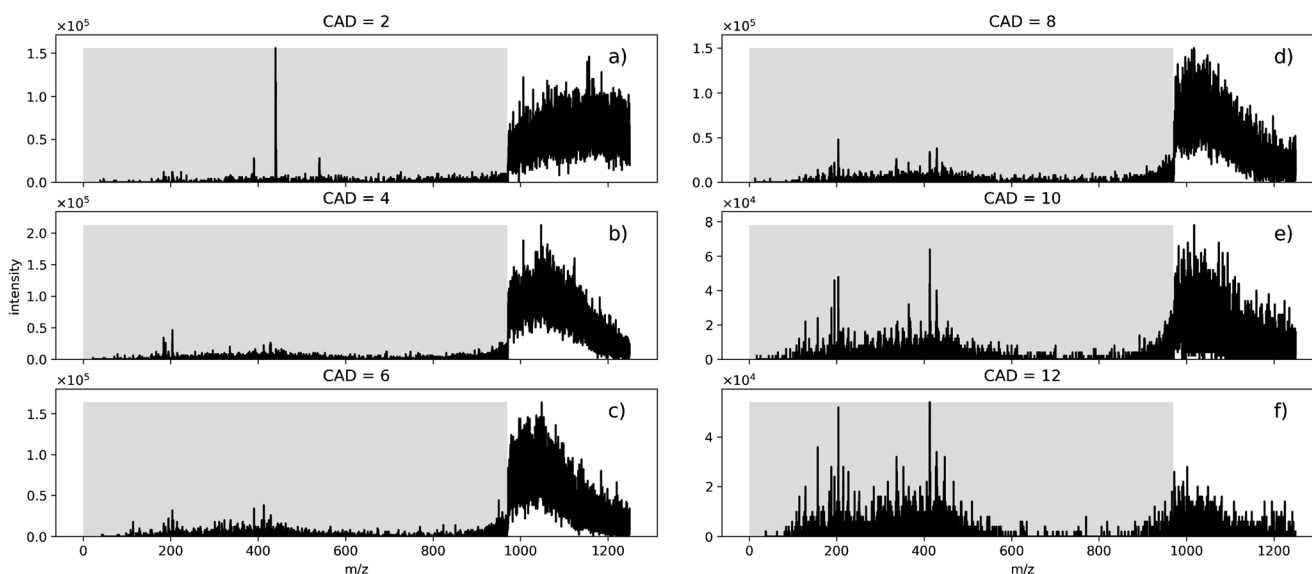 CAD = 2
×10⁵
a)
1.5
1.0
0.5
0.0
CAD = 4
×10⁵
b)
2.0
1.5
1.0
0.5
0.0
intensity
CAD = 6
×10⁵
c)
1.5
1.0
0.5
0.0
0 200 400 600 800 1000 1200
m/z
CAD = 8
×10⁵
d)
1.5
1.0
0.5
0.0
CAD = 10
×10⁴
e)
8
6
4
2
0
CAD = 12
×10⁴
f)
4
2
0
0 200 400 600 800 1000 1200
m/z